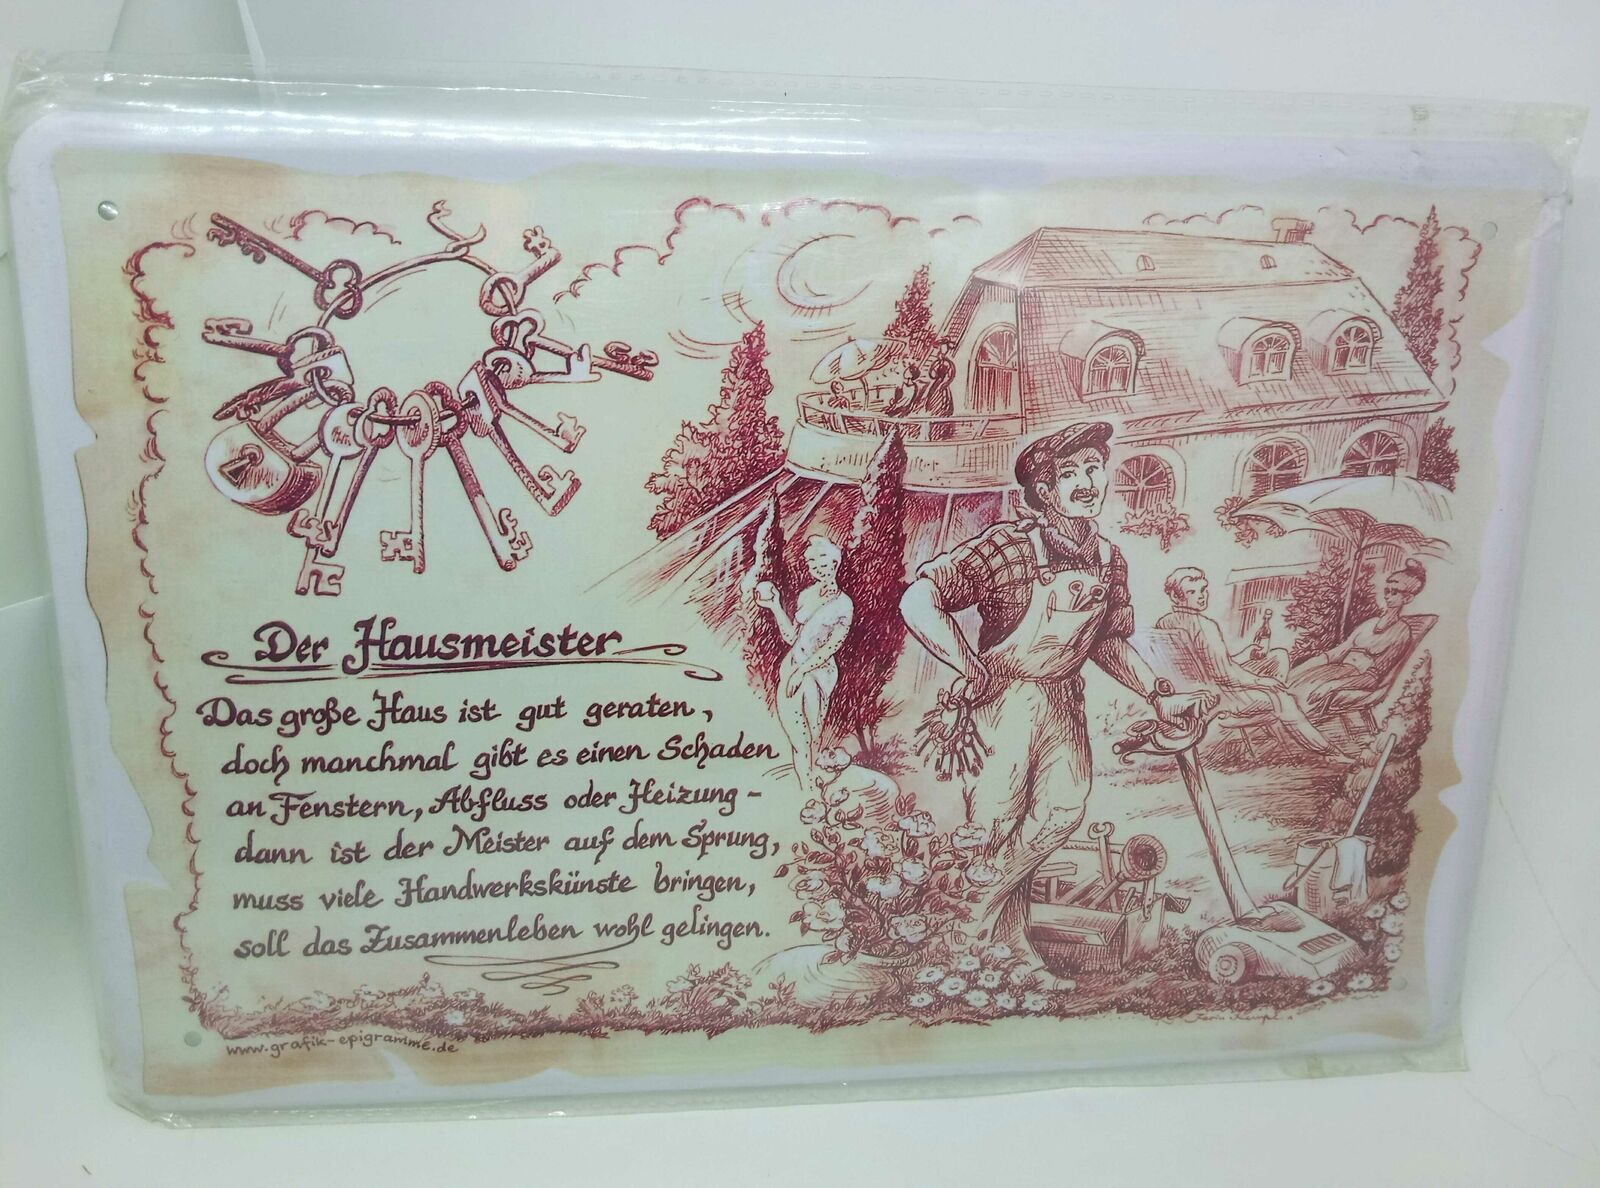 Der Hausmeister
Das große Haus ist gut geraten,
doch manchmal gibt es einen Schaden
an Fenstern, Abfluss oder Heizung –
dann ist der Meister auf dem Sprung,
muss viele Handwerkskünste bringen,
soll das Zusammenleben wohl gelingen.
www.grafik-epigramme.de